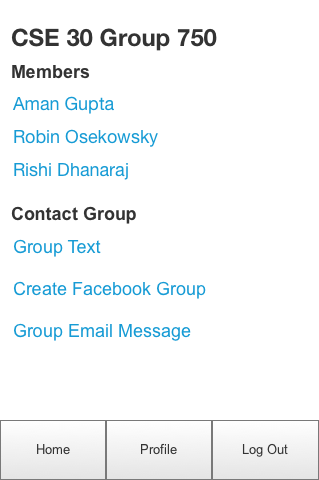 CSE 30 Group 750
Members
Aman Gupta
Robin Osekowsky
Rishi Dhanaraj
Contact Group
Group Text
Create Facebook Group
Group Email Message
Home Profile Log Out